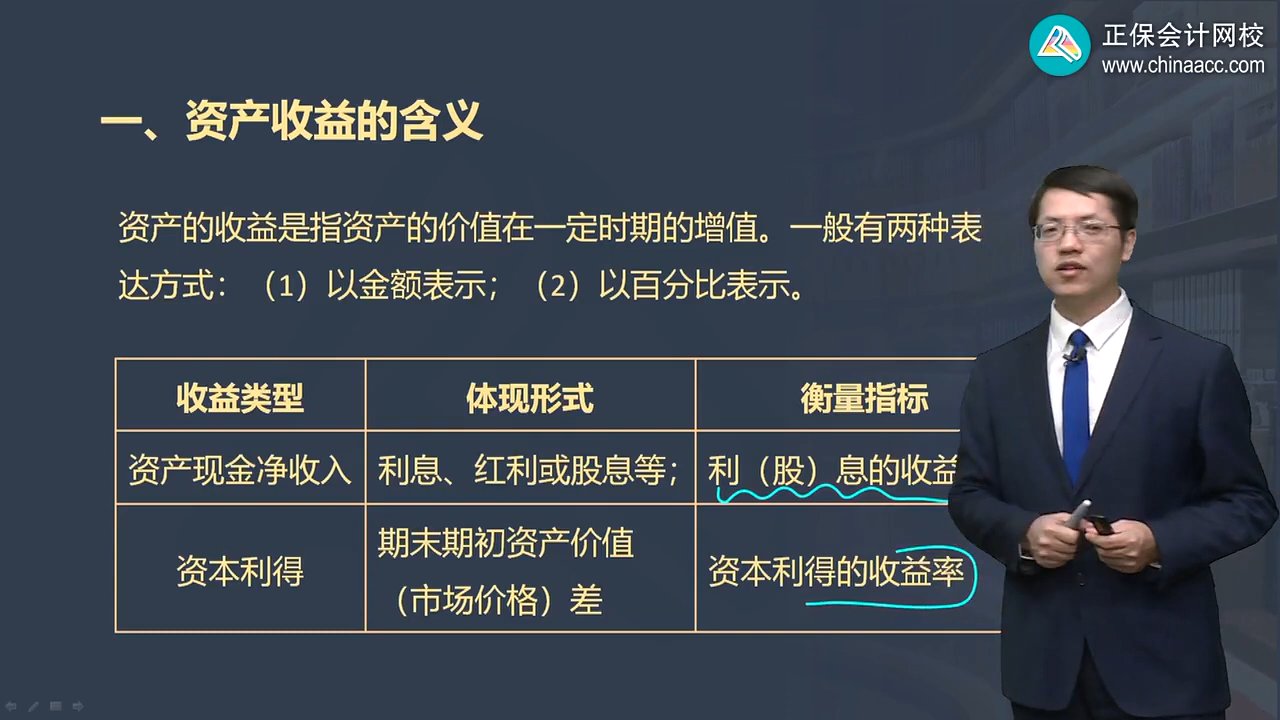 正保会计网校
www.chinaacc.com
一、资产收益的含义
资产的收益是指资产的价值在一定时期的增值。一般有两种表
达方式：（1）以金额表示；（2）以百分比表示。
收益类型
体现形式
衡量指标
资产现金净收入
利息、红利或股息等；
利（股）息的收益
资本利得
期末期初资产价值
（市场价格）差
资本利得的收益率